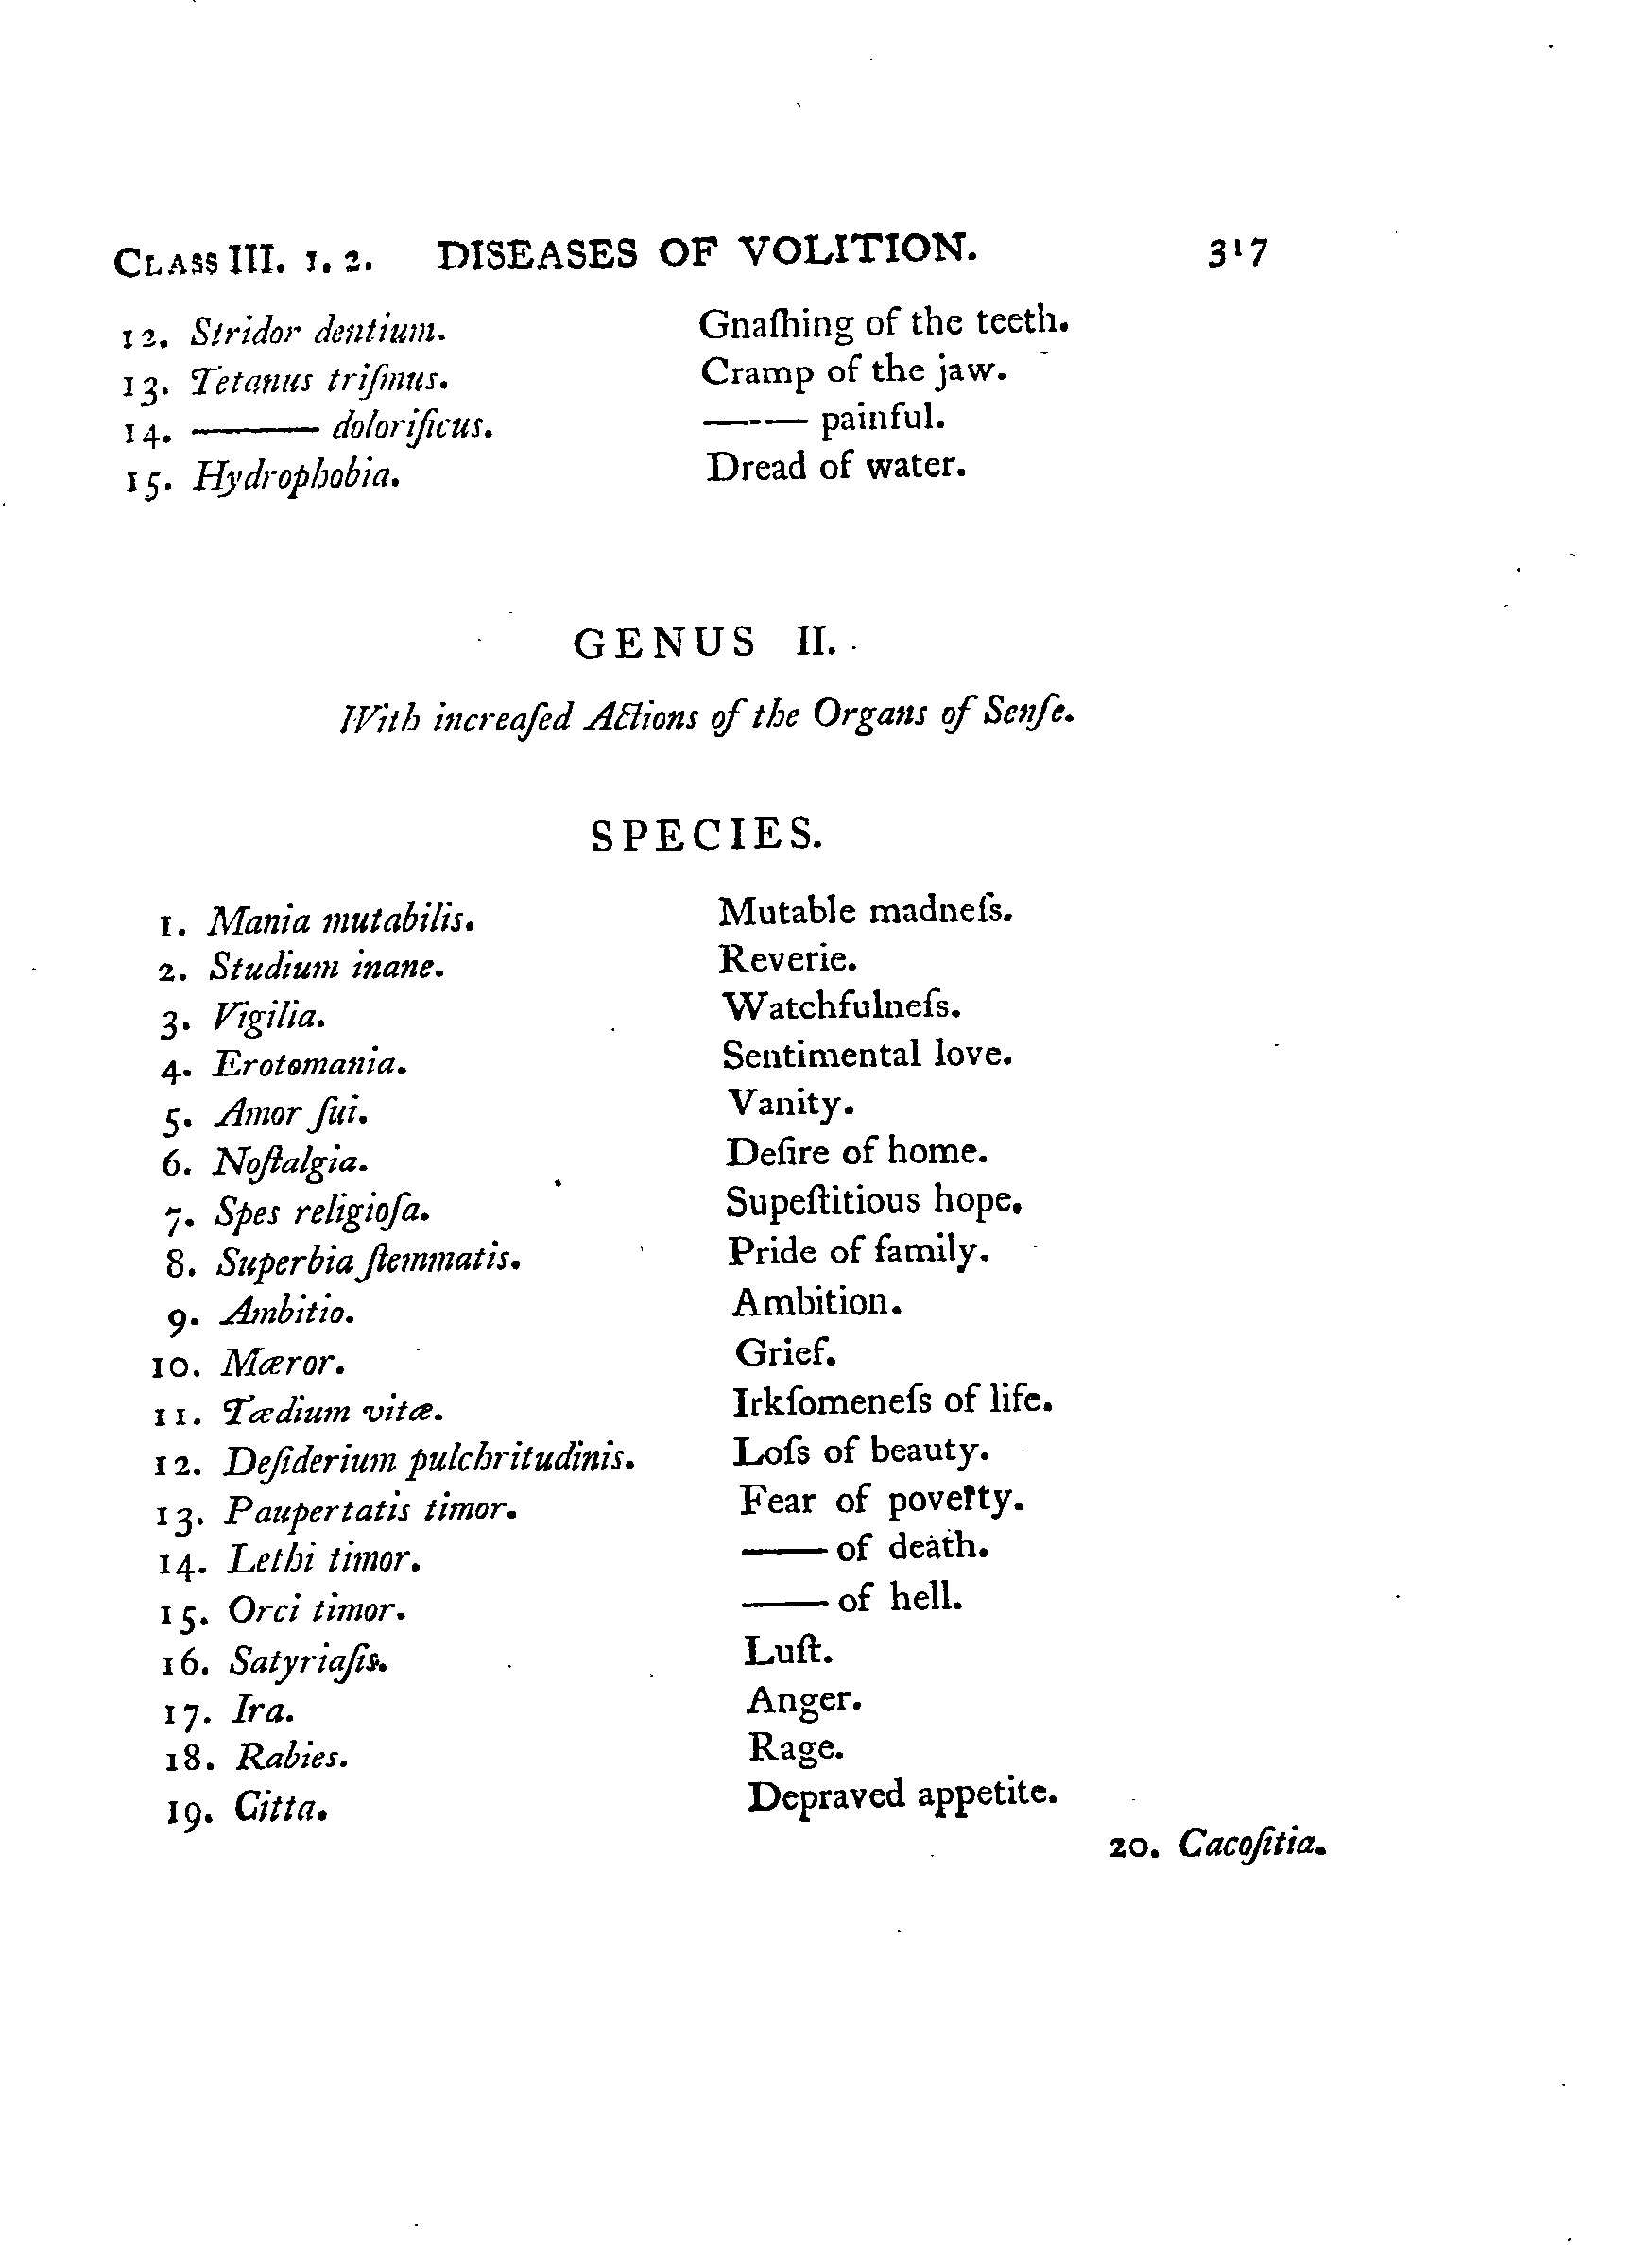 CLASS III. 1. 2. DISEASES OF VOLITION. 317
12. Stridor dentium. Gnaſhing of the teeth.
13. Tetanus triſmus. Cramp of the jaw.
14. ——— dolorificus. ——— painful.
15. Hydrophobia. Dread of water.
GENUS II.
With increaſed Actions of the Organs of Senſe.
SPECIES.
1. Mania mutabilis. Mutable madneſs.
2. Studium inane. Reverie.
3. Vigilia. Watchfulneſs.
4. Erotomania. Sentimental love.
5. Amor ſui. Vanity.
6. Noſtalgia. Deſire of home.
7. Spes religioſa. Supeſtitious hope.
8. Superbia ſtemmatis. Pride of family.
9. Ambitio. Ambition.
10. Mæror. Grief.
11. Tædium vitæ. Irkſomeneſs of life.
12. Deſiderium pulchritudinis. Loſs of beauty.
13. Paupertatis timor. Fear of poverty.
14. Lethi timor. —— of death.
15. Orci timor. —— of hell.
16. Satyriaſis. Luſt.
17. Ira. Anger.
18. Rabies. Rage.
19. Citta. Depraved appetite.
20. Cacoſitia.